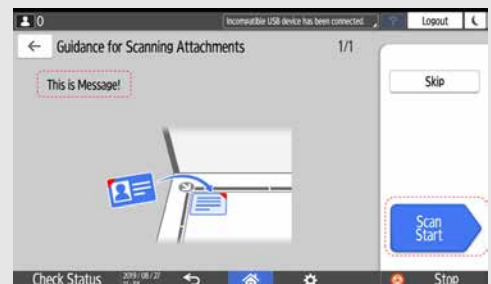 0
Incompatible USB device has been connected.
?
Logout
← Guidance for Scanning Attachments
1/1
This is Message!
Skip
Scan
Start
Check Status
2019/08/27
Stop